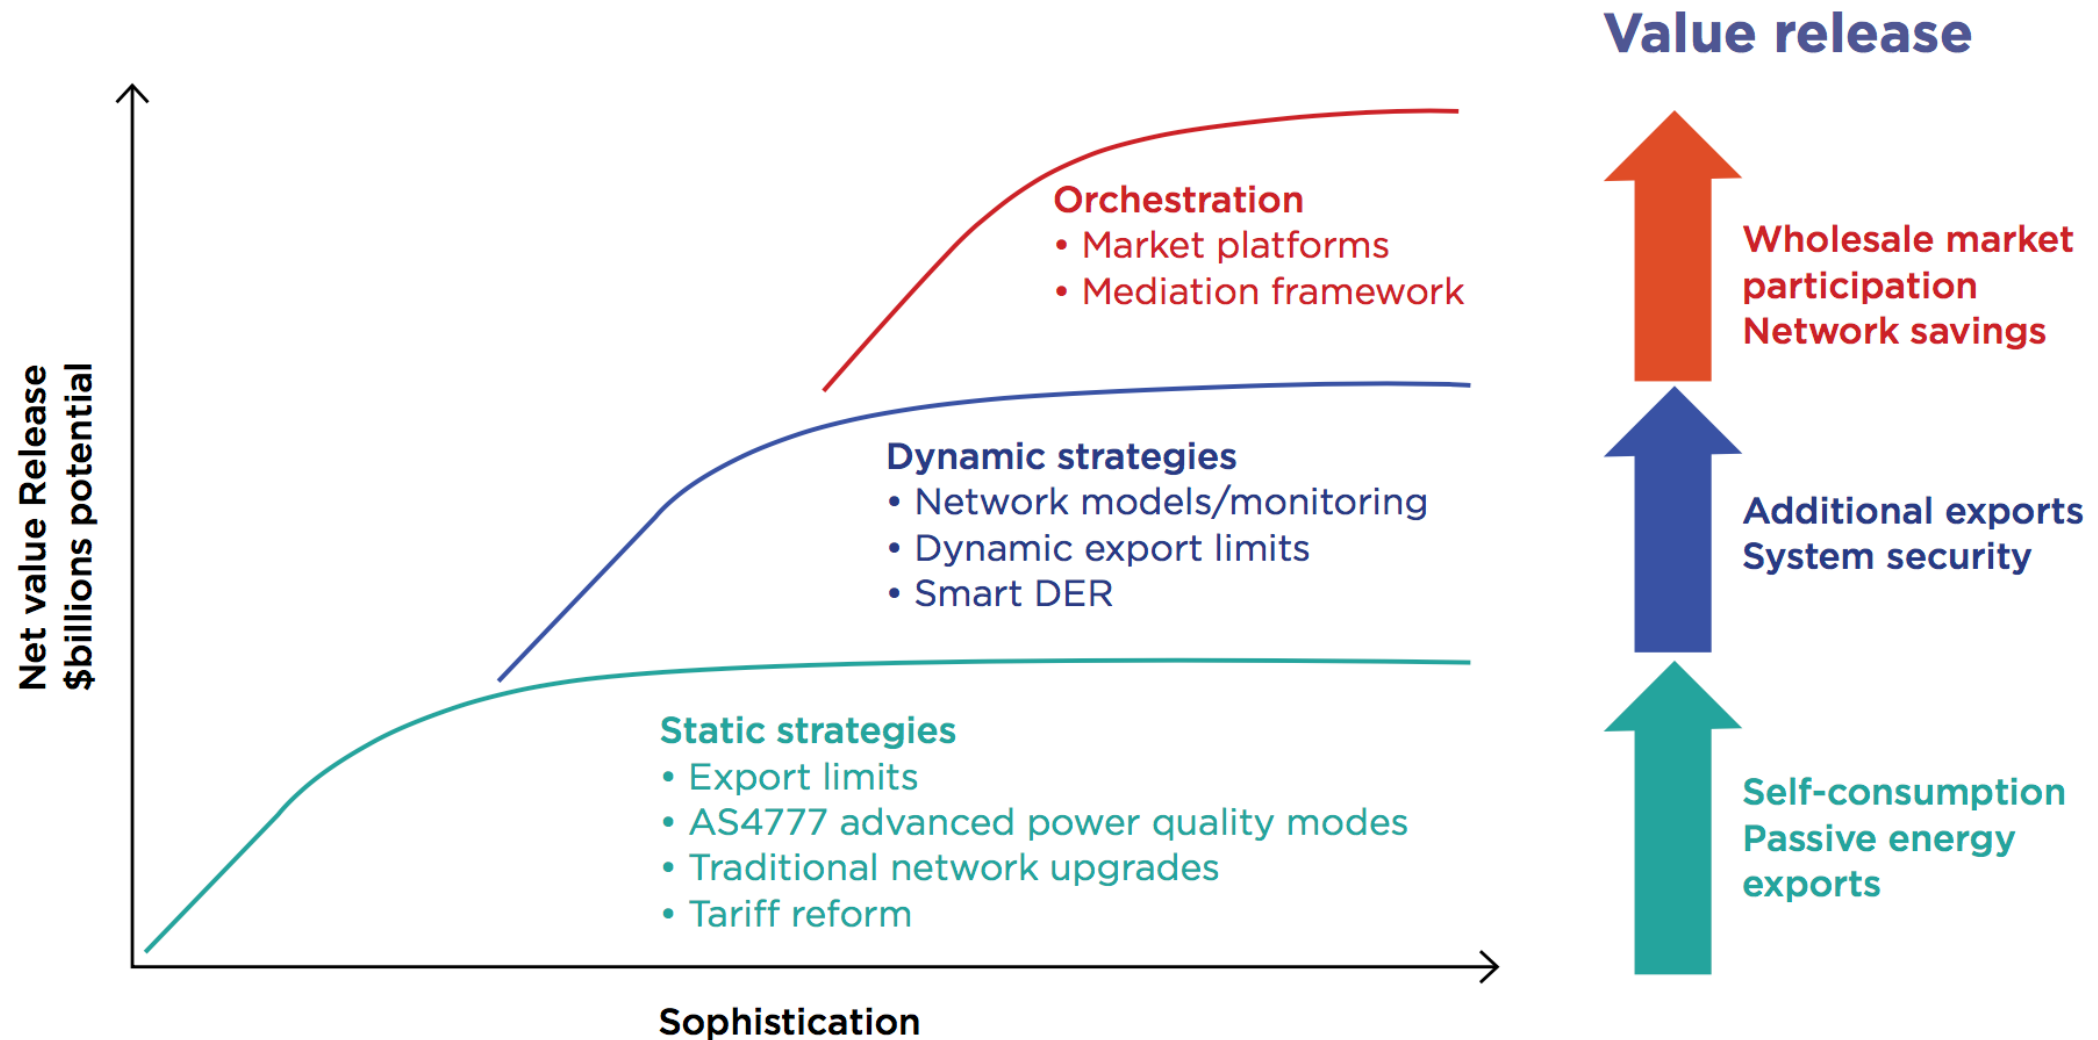 Value release
Net value Release
$billions potential
Orchestration
• Market platforms
• Mediation framework
Dynamic strategies
• Network models/monitoring
• Dynamic export limits
• Smart DER
Static strategies
• Export limits
• AS4777 advanced power quality modes
• Traditional network upgrades
• Tariff reform
Sophistication
Wholesale market
participation
Network savings
Additional exports
System security
Self-consumption
Passive energy
exports